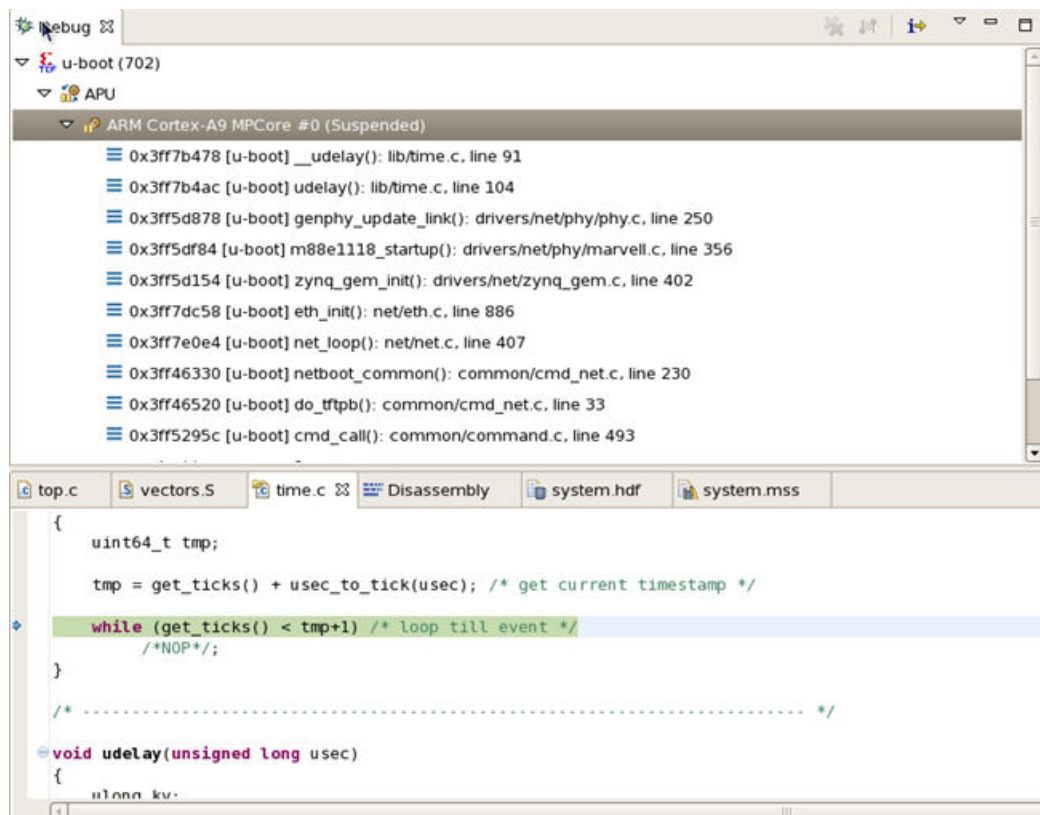 Debug
u-boot (702)
APU
ARM Cortex-A9 MPCore #0 (Suspended)
0x3ff7b478 [u-boot] __udelay(): lib/time.c, line 91
0x3ff7b4ac [u-boot] udelay(): lib/time.c, line 104
0x3ff5d878 [u-boot] genphy_update_link(): drivers/net/phy/phy.c, line 250
0x3ff5df84 [u-boot] m88e1118_startup(): drivers/net/phy/marvell.c, line 356
0x3ff5d154 [u-boot] zynq_gem_init(): drivers/net/zynq_gem.c, line 402
0x3ff7dc58 [u-boot] eth_init(): net/eth.c, line 886
0x3ff7e0e4 [u-boot] net_loop(): net/net.c, line 407
0x3ff46330 [u-boot] netboot_common(): common/cmd_net.c, line 230
0x3ff46520 [u-boot] do_tftpb(): common/cmd_net.c, line 33
0x3ff5295c [u-boot] cmd_call(): common/command.c, line 493
top.c vectors.S time.c Disassembly system.hdf system.mss
{
uint64_t tmp;
tmp = get_ticks() + usec_to_tick(usec); /* get current timestamp */
while (get_ticks() < tmp+1) /* loop till event */
/*NOP*/;
}
/* ------------------------------------------------------------------------- */
void udelay(unsigned long usec)
{
ulong kv;